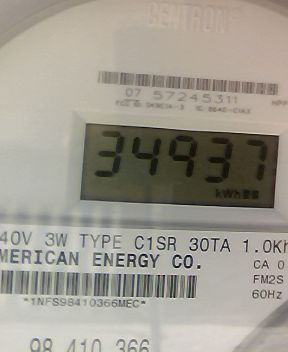 CENTRON
07 57245311
34937
kWh
40V 3W TYPE C1SR 30TA 1.0Kh
MERICAN ENERGY CO.
CA 0
FM2S
*1NFS98410366MEC*
60Hz
98 410 366